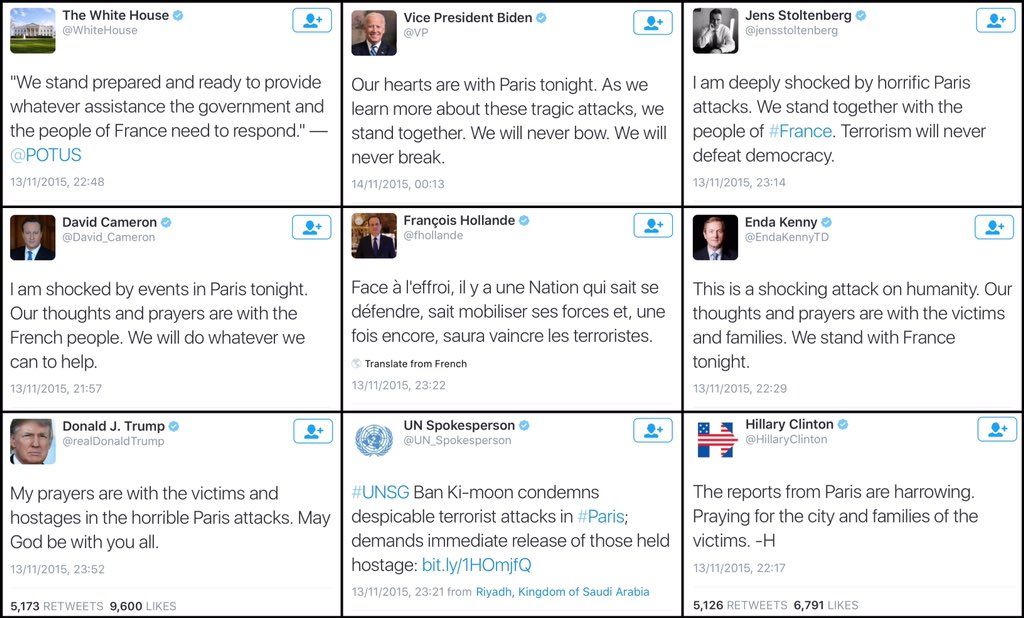 The White House
@WhiteHouse
"We stand prepared and ready to provide
whatever assistance the government and
the people of France need to respond." —
@POTUS
13/11/2015, 22:48
Vice President Biden
@VP
Our hearts are with Paris tonight. As we
learn more about these tragic attacks, we
stand together. We will never bow. We will
never break.
14/11/2015, 00:13
Jens Stoltenberg
@jensstoltenberg
I am deeply shocked by horrific Paris
attacks. We stand together with the
people of #France. Terrorism will never
defeat democracy.
13/11/2015, 23:14
David Cameron
@David_Cameron
I am shocked by events in Paris tonight.
Our thoughts and prayers are with the
French people. We will do whatever we
can to help.
13/11/2015, 21:57
François Hollande
@fhollande
Face à l'effroi, il y a une Nation qui sait se
défendre, sait mobiliser ses forces et, une
fois encore, saura vaincre les terroristes.
Translate from French
13/11/2015, 23:22
Enda Kenny
@EndaKennyTD
This is a shocking attack on humanity. Our
thoughts and prayers are with the victims
and families. We stand with France
tonight.
13/11/2015, 22:29
Donald J. Trump
@realDonaldTrump
My prayers are with the victims and
hostages in the horrible Paris attacks. May
God be with you all.
13/11/2015, 23:52
5,173 RETWEETS 9,600 LIKES
UN Spokesperson
@UN_Spokesperson
#UNSG Ban Ki-moon condemns
despicable terrorist attacks in #Paris;
demands immediate release of those held
hostage: bit.ly/1HOmjfQ
13/11/2015, 23:21 from Riyadh, Kingdom of Saudi Arabia
Hillary Clinton
@HillaryClinton
The reports from Paris are harrowing.
Praying for the city and families of the
victims. -H
13/11/2015, 22:17
5,126 RETWEETS 6,791 LIKES